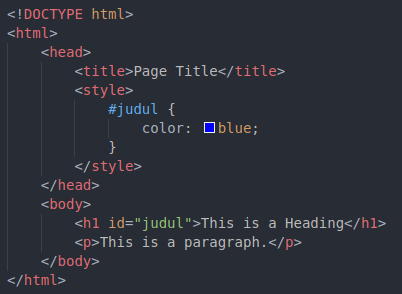 <!DOCTYPE html>
<html>
    <head>
        <title>Page Title</title>
        <style>
            #judul {
                color: blue;
            }
        </style>
    </head>
    <body>
        <h1 id="judul">This is a Heading</h1>
        <p>This is a paragraph.</p>
    </body>
</html>